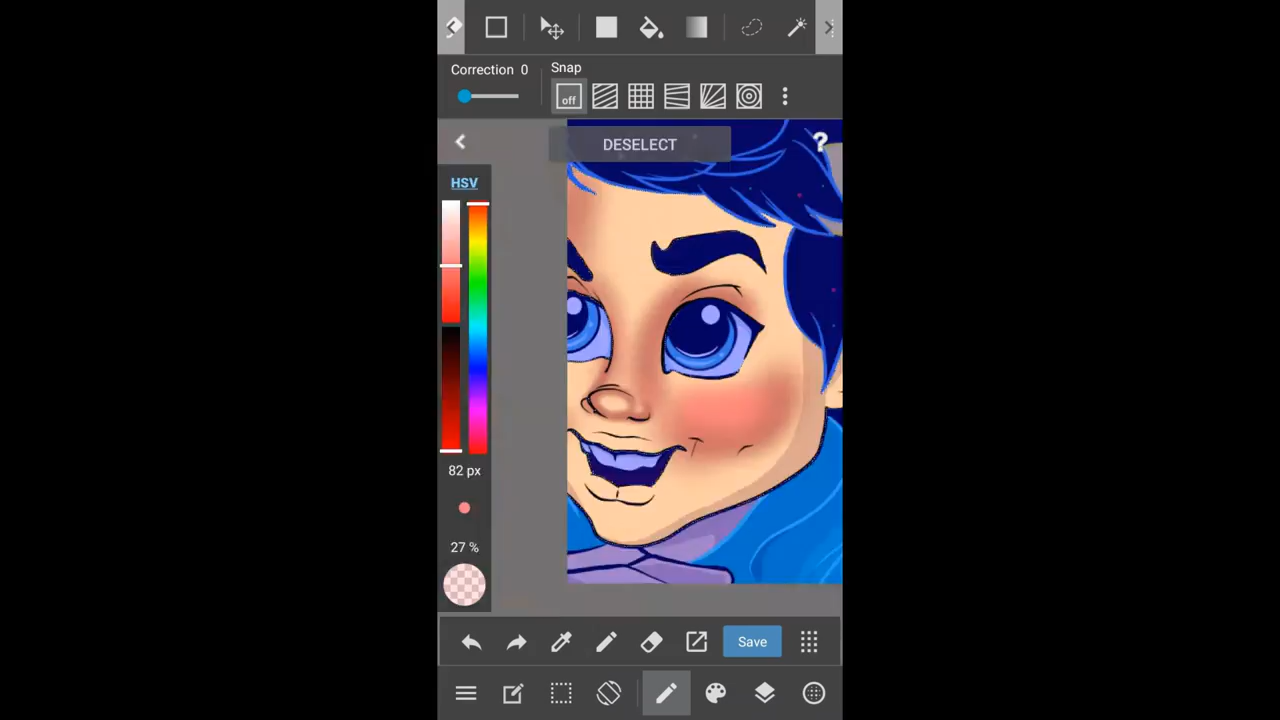 Correction 0
Snap
off
DESELECT
?
HSV
82 px
27 %
Save